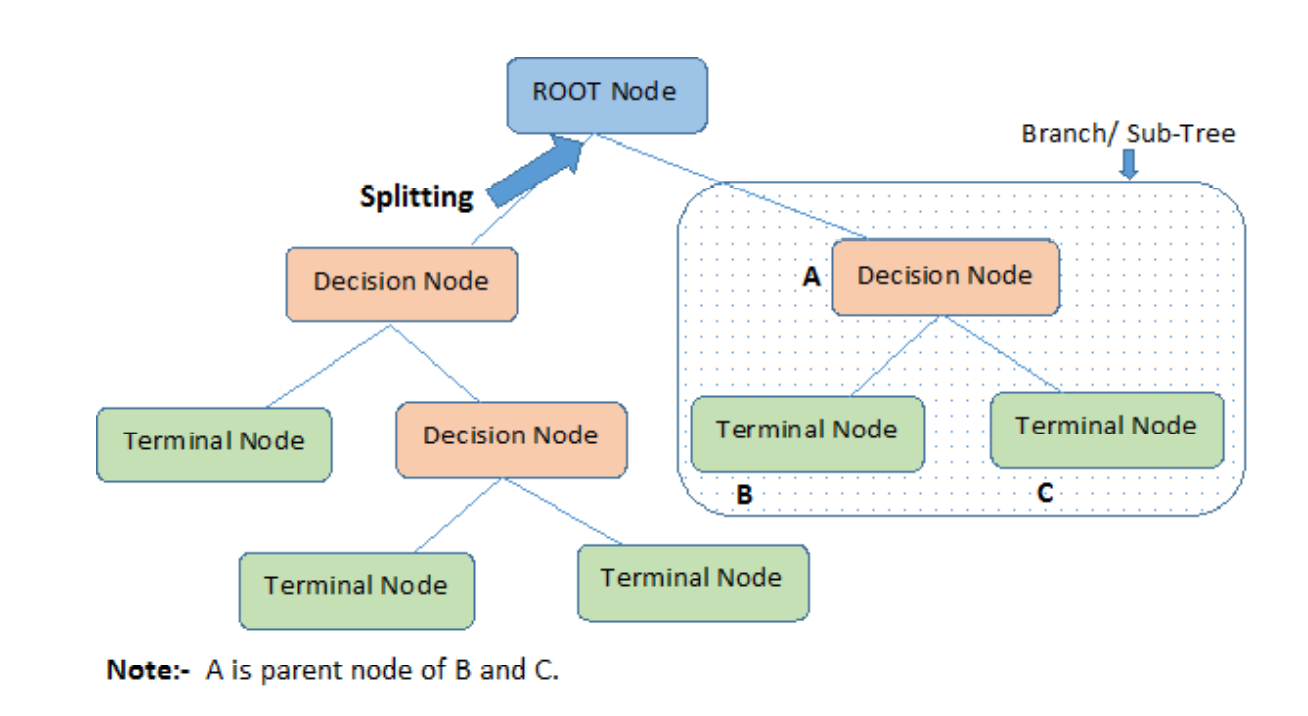 ROOT Node
Branch/ Sub-Tree
Splitting
Decision Node
A
Decision Node
Terminal Node
Decision Node
Terminal Node
Terminal Node
B
C
Terminal Node
Terminal Node
Note:- A is parent node of B and C.